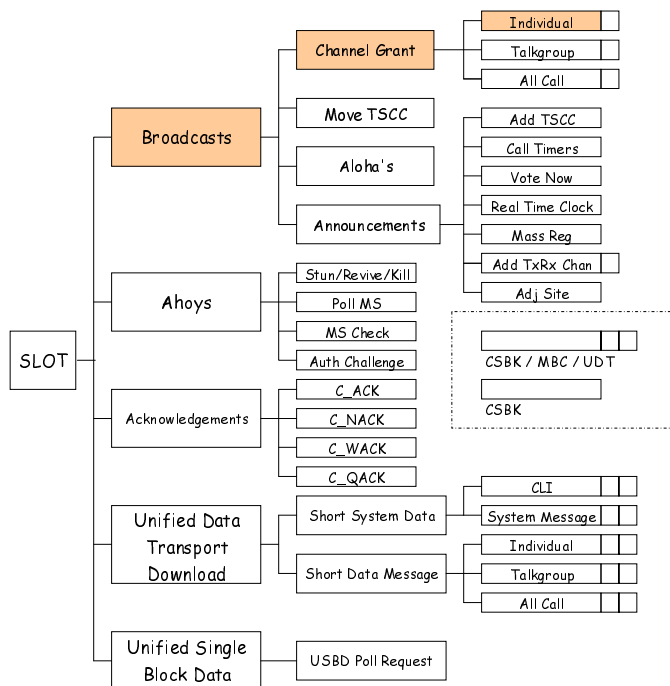 SLOT
Broadcasts
Channel Grant
Individual
Talkgroup
All Call
Move TSCC
Aloha's
Announcements
Add TSCC
Call Timers
Vote Now
Real Time Clock
Mass Reg
Add TxRx Chan
Adj Site
Ahoys
Stun/Revive/Kill
Poll MS
MS Check
Auth Challenge
Acknowledgements
C_ACK
C_NACK
C_WACK
C_QACK
Unified Data
Transport
Download
Short System Data
CLI
System Message
Short Data Message
Individual
Talkgroup
All Call
Unified Single
Block Data
USBD Poll Request
CSBK / MBC / UDT
CSBK